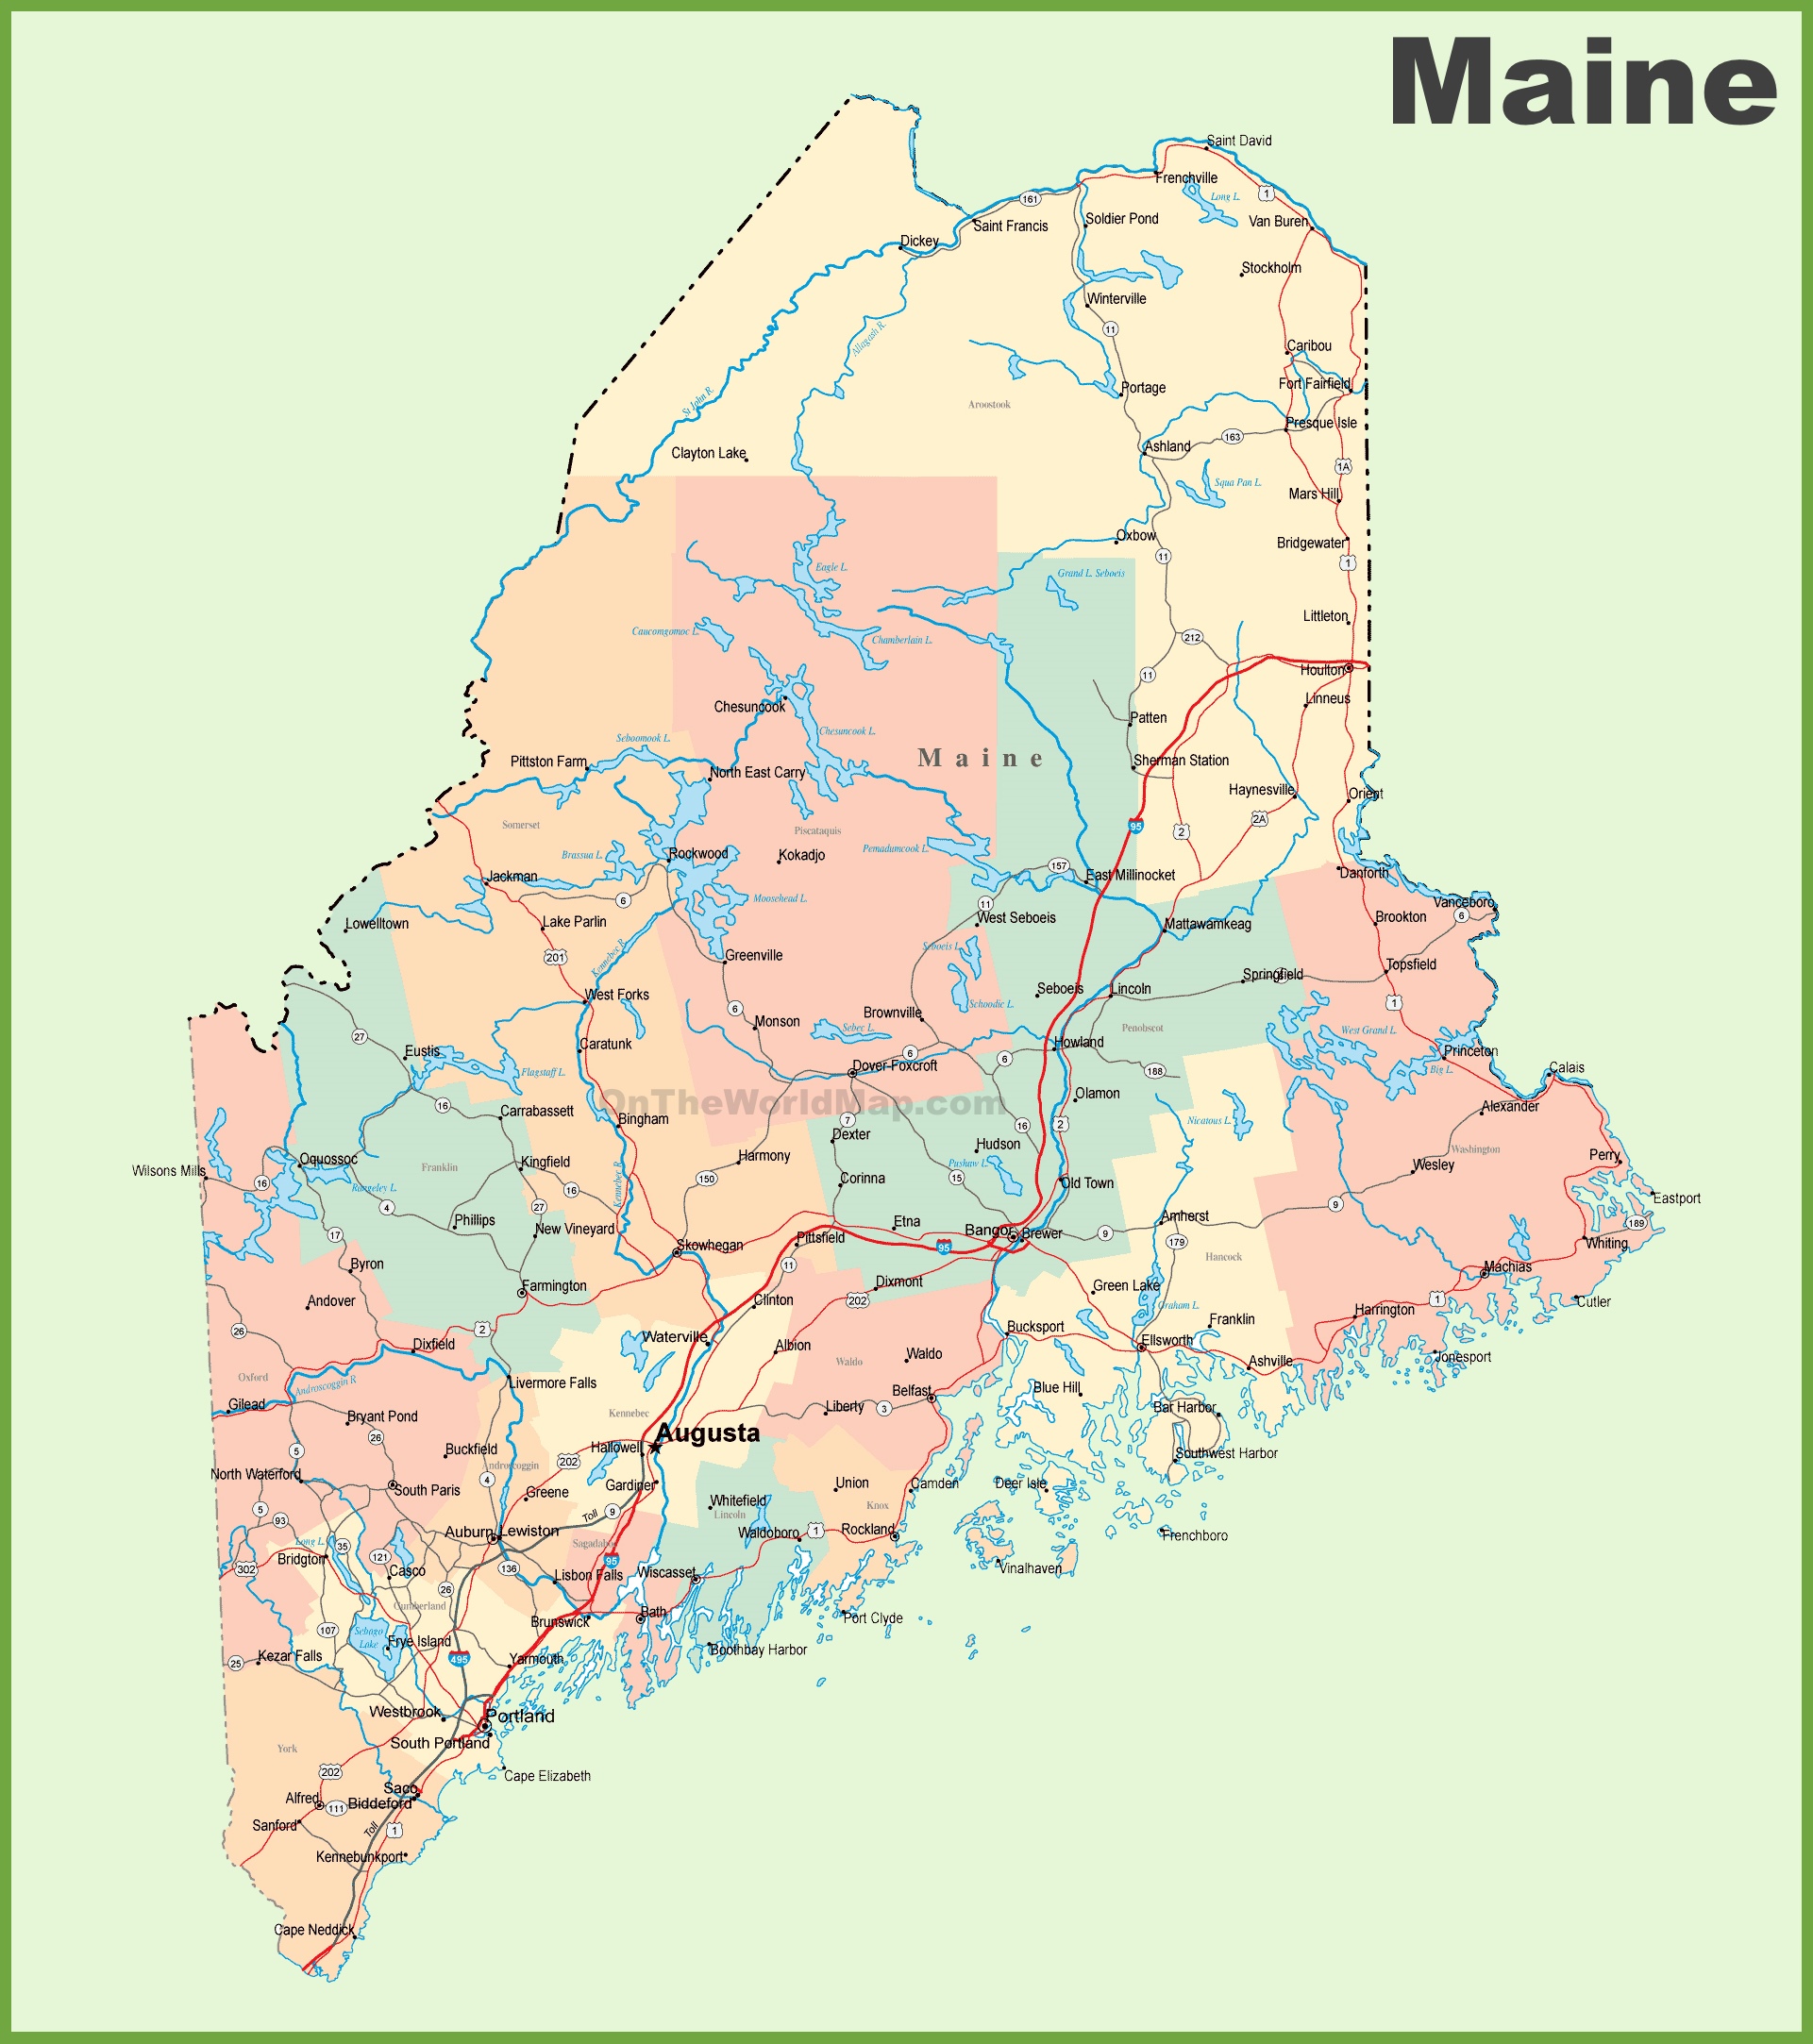 Maine
Saint David
Frenchville
Long L.
1
161
Van Buren
Saint Francis
Soldier Pond
Dickey
Stockholm
Winterville
11
Allagash R.
Caribou
Fort Fairfield
St John R.
Portage
Aroostook
Presque Isle
163
Ashland
Clayton Lake
1A
Squa Pan L.
Mars Hill
Oxbow
Bridgewater
11
1
Eagle L.
Grand L. Seboeis
Littleton
Caucomgomoc L.
Chamberlain L.
212
Houlton
11
Linneus
Chesuncook
Patten
Chesuncook L.
Seboomook L.
Maine
Pittston Farm
Sherman Station
North East Carry
Haynesville
Orient
Somerset
Piscataquis
95
2
2A
Brassua L.
Rockwood
Kokadjo
Pemadumcook L.
157
East Millinocket
Danforth
Jackman
Moosehead L.
6
11
Vanceboro
6
Lowelltown
Lake Parlin
West Seboeis
Mattawamkeag
Brookton
Seboeis L.
201
Kennebec R.
Greenville
Topsfield
Springfield
6
West Forks
Seboeis
Lincoln
1
6
Monson
Brownville
Schoodic L.
Sebec L.
Penobscot
West Grand L.
27
Eustis
Caratunk
6
6
Howland
Princeton
Dover-Foxcroft
188
Big L.
Calais
Flagstaff L.
OnTheWorldMap.com
Olamon
16
Carrabassett
Bingham
7
16
2
Nicatous L.
Alexander
Dexter
Hudson
Washington
Oquossoc
Franklin
Kingfield
Harmony
Pushaw L.
Wesley
Perry
Wilsons Mills
16
Rangeley L.
16
Kennebec R.
150
Corinna
15
Old Town
Eastport
4
27
9
189
Phillips
New Vineyard
Etna
Amherst
17
Skowhegan
Pittsfield
Bangor
Brewer
9
179
Whiting
95
Hancock
Byron
11
Machias
Farmington
Dixmont
Green Lake
Andover
Clinton
202
Graham L.
1
Cutler
26
2
Harrington
Dixfield
Waterville
Albion
Bucksport
Franklin
Ellsworth
Waldo
Waldo
Ashville
Jonesport
Oxford
Androscoggin R
Livermore Falls
Blue Hill
Belfast
Gilead
Bryant Pond
Kennebec
Liberty
3
Bar Harbor
26
5
Buckfield
Hallowell
Augusta
Southwest Harbor
Androscoggin
202
North Waterford
4
South Paris
Greene
Gardiner
Union
Camden
Deer Isle
5
93
Toll
9
Whitefield
Lincoln
Knox
Auburn
Lewiston
Waldoboro
1
Rockland
Frenchboro
Long L.
35
121
Sagadahoc
Bridgton
302
Casco
136
95
Vinalhaven
26
Lisbon Falls
Wiscasset
Cumberland
Bath
Port Clyde
Brunswick
107
Sebago
Lake
Frye Island
Boothbay Harbor
Kezar Falls
25
495
Yarmouth
Westbrook
Portland
South Portland
York
202
Cape Elizabeth
Saco
Alfred
111
Biddeford
Sanford
Toll
1
Kennebunkport
Cape Neddick